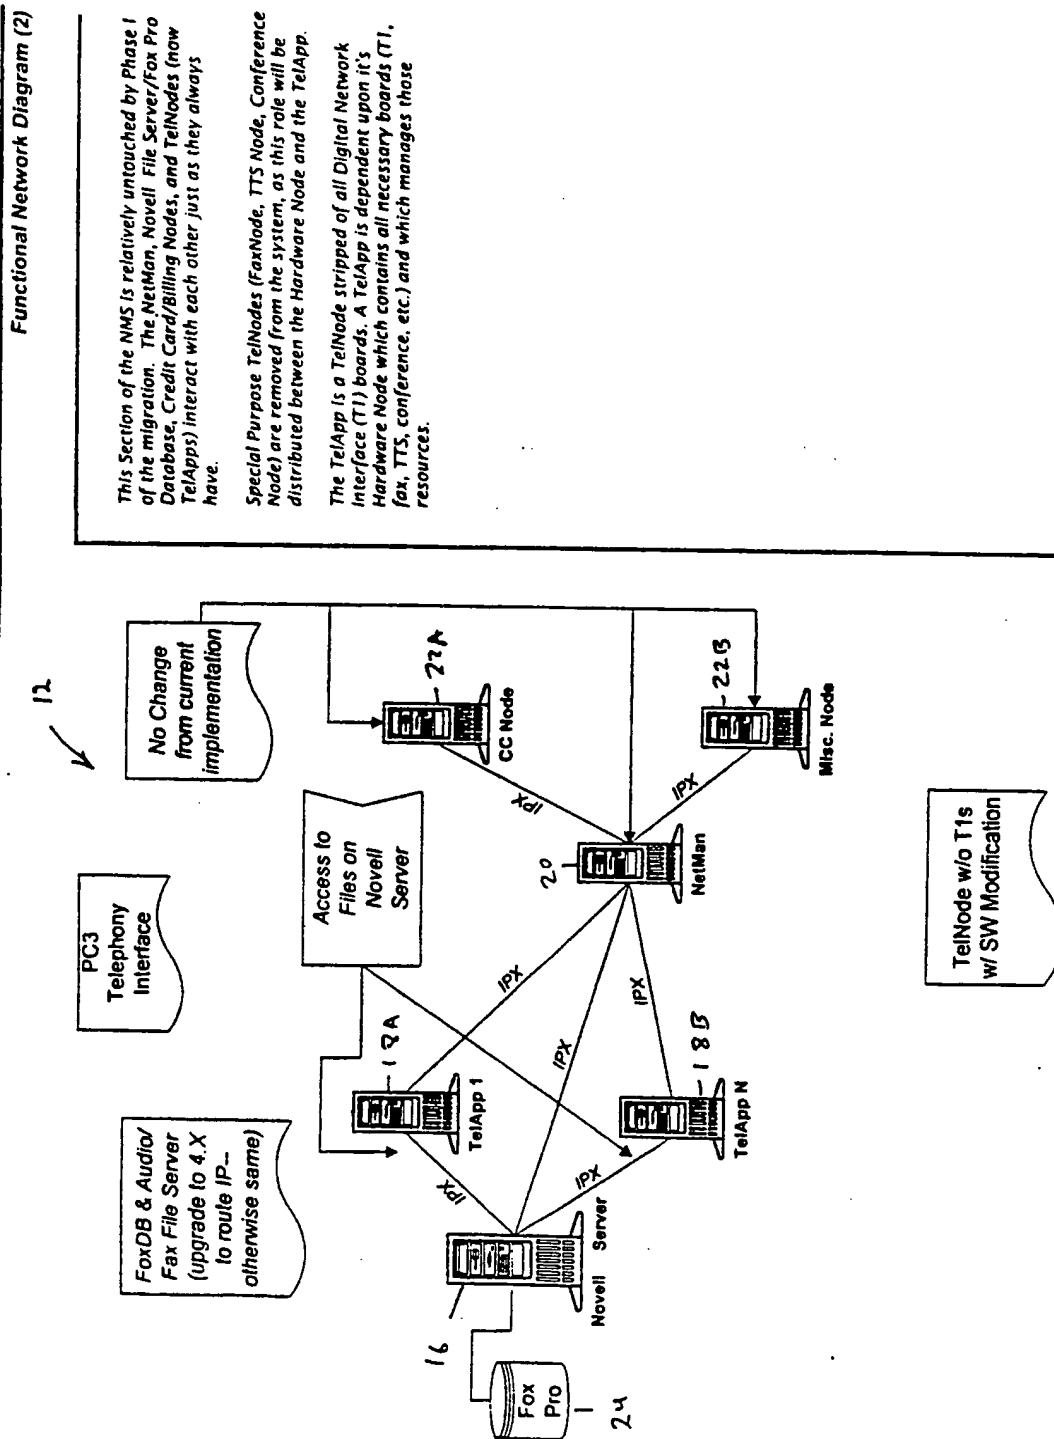 Functional Network Diagram (2)
This Section of the NMS is relatively untouched by Phase I
of the migration. The NetMan, Novell File Server/Fox Pro
Database, Credit Card/Billing Nodes, and TelNodes (now
TelApps) interact with each other just as they always
have.
Special Purpose TelNodes (FaxNode, TTS Node, Conference
Node) are removed from the system, as this role will be
distributed between the Hardware Node and the TelApp.
The TelApp is a TelNode stripped of all Digital Network
Interface (T1) boards. A TelApp is dependent upon it's
Hardware Node which contains all necessary boards (T1,
fax, TTS, conference, etc.) and which manages those
resources.
12
FoxDB & Audio/
Fax File Server
(upgrade to 4.X
to route IP--
otherwise same)
PC3
Telephony
Interface
No Change
from current
implementation
Access to
Files on
Novell
Server
18A
TelApp 1
22A
CC Node
IPX
IPX
IPX
16
Novell Server
Fox
Pro
24
IPX
20
NetMan
IPX
IPX
IPX
18B
TelApp N
22B
Misc. Node
TelNode w/o T1s
w/ SW Modification